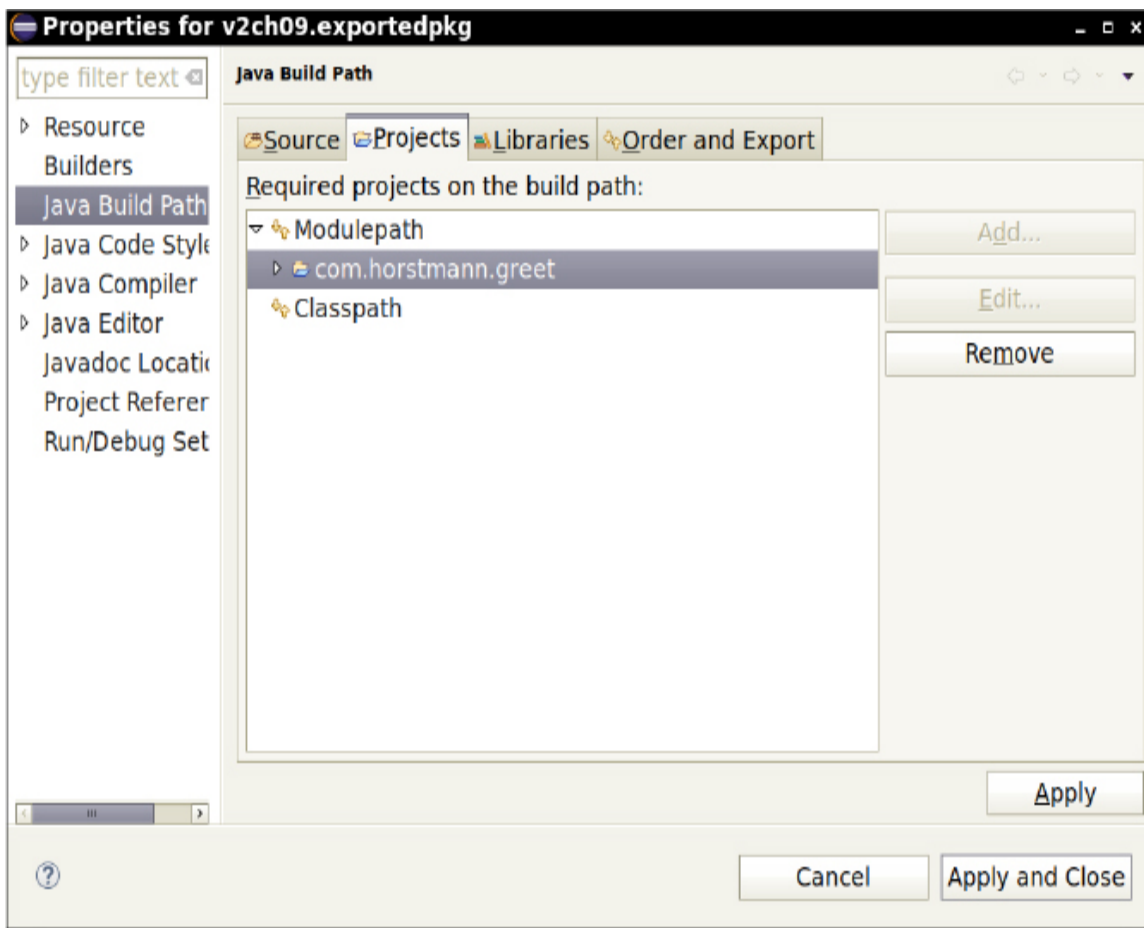 Properties for v2ch09.exportedpkg
type filter text
Java Build Path
Resource
Builders
Java Build Path
Java Code Style
Java Compiler
Java Editor
Javadoc Locatio
Project Referer
Run/Debug Set
Source Projects Libraries Order and Export
Required projects on the build path:
Modulepath
com.horstmann.greet
Classpath
Add...
Edit...
Remove
Apply
?
Cancel
Apply and Close